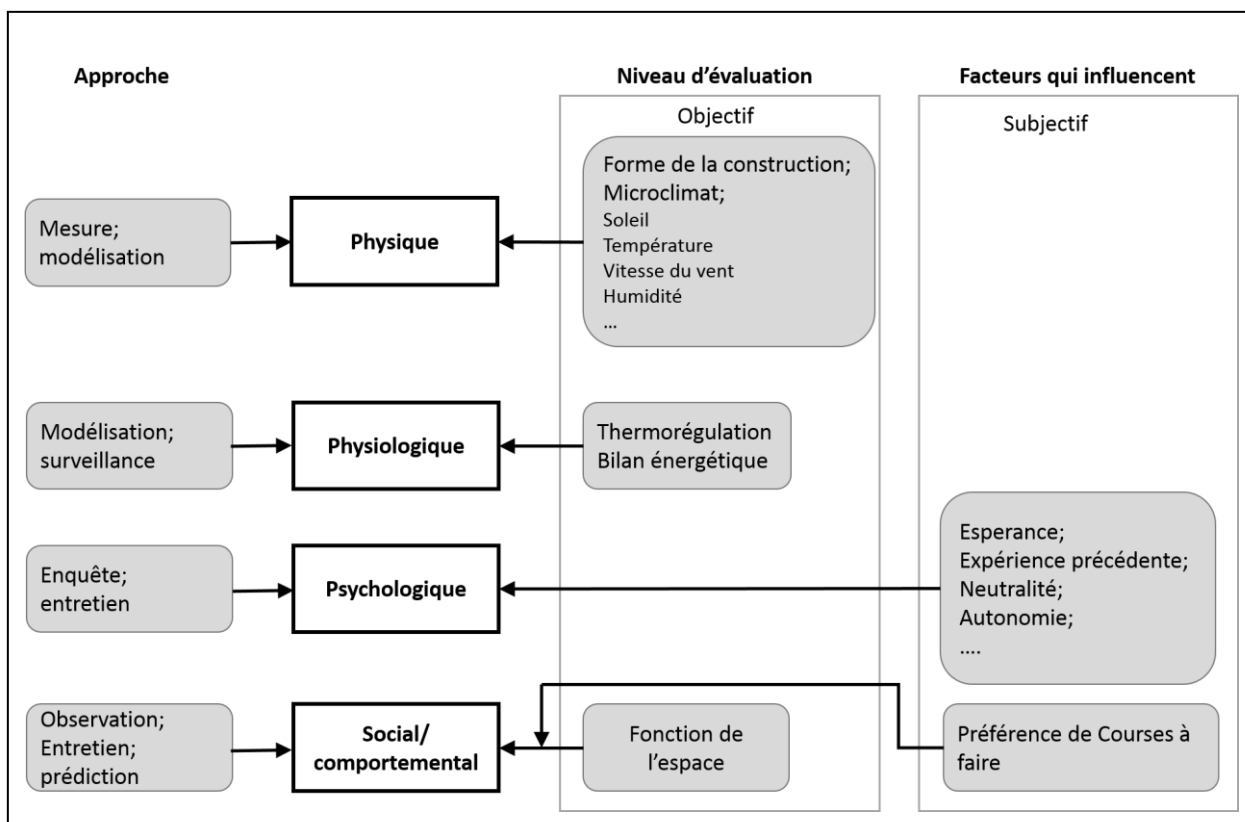 Approche
Niveau d'évaluation
Facteurs qui influencent
Objectif
Subjectif
Mesure;
modélisation
Physique
Forme de la construction;
Microclimat;
Soleil
Température
Vitesse du vent
Humidité
...
Modélisation;
surveillance
Physiologique
Thermorégulation
Bilan énergétique
Enquête;
entretien
Psychologique
Esperance;
Expérience précédente;
Neutralité;
Autonomie;
....
Observation;
Entretien;
prédiction
Social/
comportemental
Fonction de
l'espace
Préférence de Courses à
faire